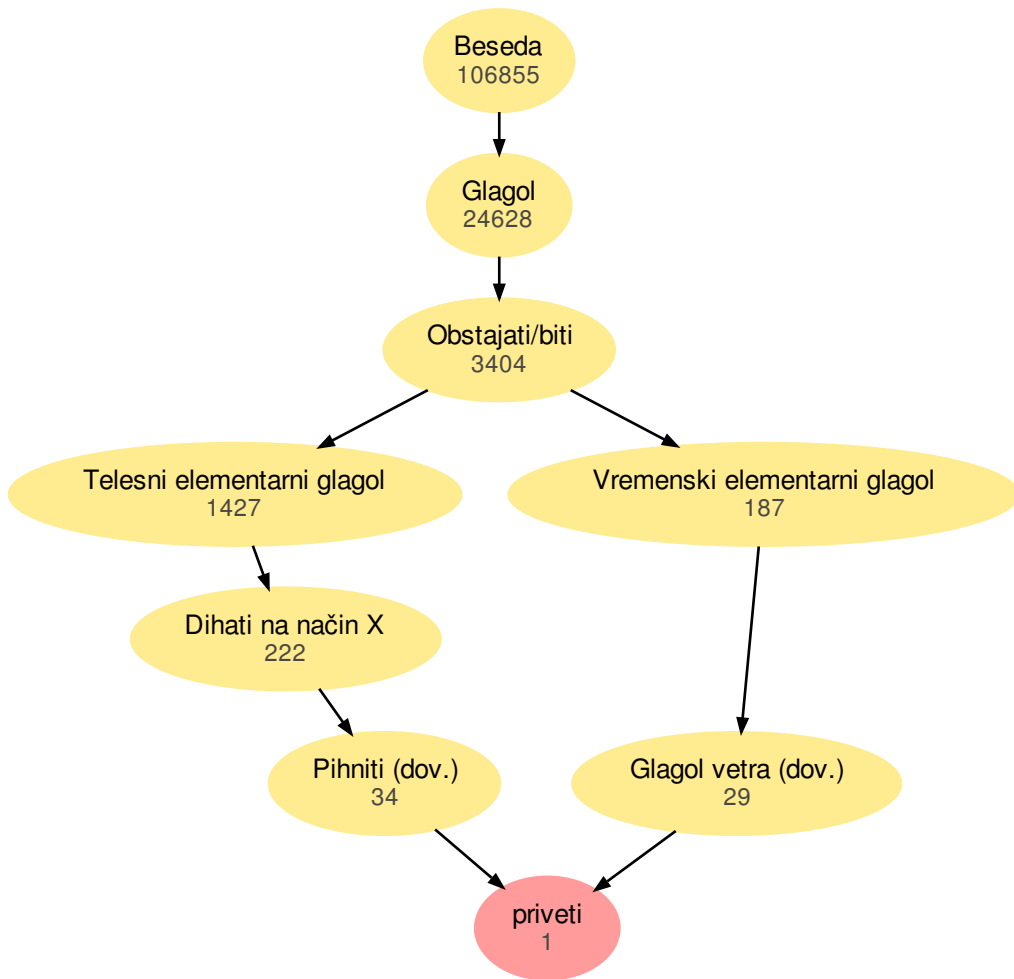 Beseda
106855
Glagol
24628
Obstajati/biti
3404
Telesni elementarni glagol
1427
Vremenski elementarni glagol
187
Dihati na način X
222
Pihniti (dov.)
34
Glagol vetra (dov.)
29
priveti
1